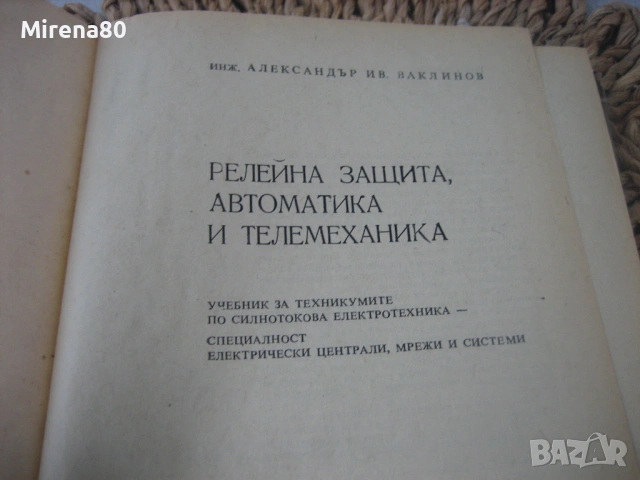 Mirena80
ИНЖ. АЛЕКСАНДЪР ИВ. ВАКЛИНОВ
РЕЛЕЙНА ЗАЩИТА,
АВТОМАТИКА
И ТЕЛЕМЕХАНИКА
УЧЕБНИК ЗА ТЕХНИКУМИТЕ
ПО СИЛНОТОКОВА ЕЛЕКТРОТЕХНИКА —
СПЕЦИАЛНОСТ
ЕЛЕКТРИЧЕСКИ ЦЕНТРАЛИ, МРЕЖИ И СИСТЕМИ
BAZAR